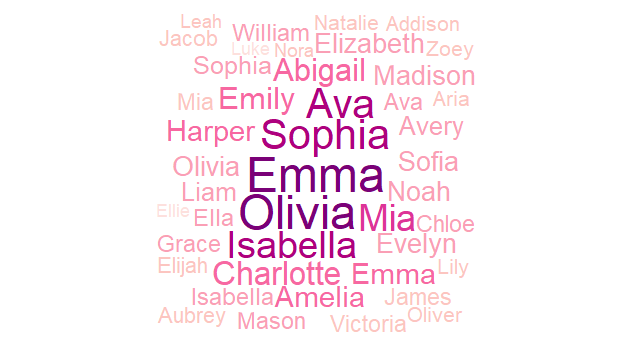 Leah William Natalie Addison
Jacob Luke Nora Elizabeth Zoey
Sophia Abigail Madison
Mia Emily Ava Ava Aria
Harper Sophia Avery
Olivia Emma Sofia
Liam Noah
Ellie Ella Olivia Mia Chloe
Grace Isabella Evelyn
Elijah Charlotte Emma Lily
Isabella Amelia James
Aubrey Mason Victoria Oliver